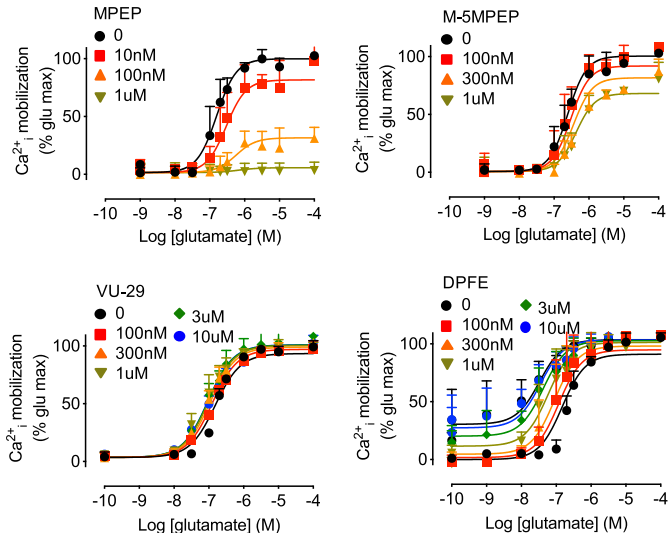 MPEP
0
10nM
100nM
1uM
Ca2+i mobilization
(% glu max)
100
50
0
-10 -9 -8 -7 -6 -5 -4
Log [glutamate] (M)
M-5MPEP
0
100nM
300nM
1uM
Ca2+i mobilization
(% glu max)
100
50
0
-10 -9 -8 -7 -6 -5 -4
Log [glutamate] (M)
VU-29
0 3uM
100nM 10uM
300nM
1uM
Ca2+i mobilization
(% glu max)
100
50
0
-10 -9 -8 -7 -6 -5 -4
Log [glutamate] (M)
DPFE
0 3uM
100nM 10uM
300nM
1uM
Ca2+i mobilization
(% glu max)
100
50
0
-10 -9 -8 -7 -6 -5 -4
Log [glutamate] (M)